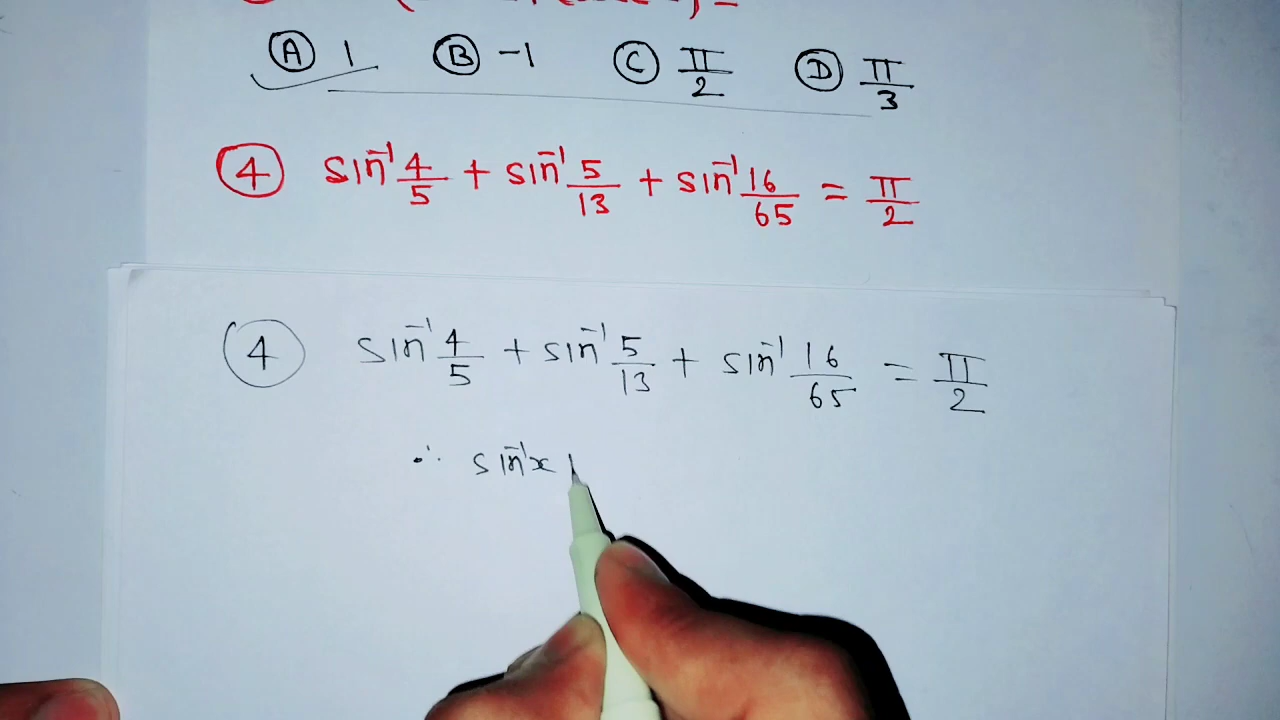 (A) 1 (B) -1 (C) π/2 (D) π/3
(4) sin⁻¹ 4/5 + sin⁻¹ 5/13 + sin⁻¹ 16/65 = π/2
(4) sin⁻¹ 4/5 + sin⁻¹ 5/13 + sin⁻¹ 16/65 = π/2
∴ sin⁻¹x